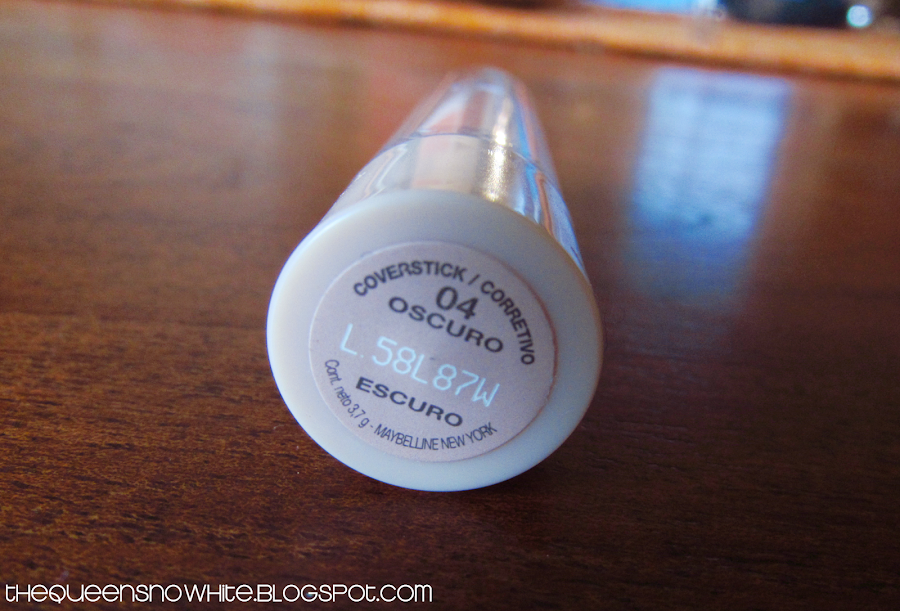 COVERSTICK / CORRETIVO
04
OSCURO
L. 58L87W
ESCURO
Cont. neto 3,7 g - MAYBELLINE NEW YORK
THEQUEENSNOWHITE.BLOGSPOT.COM